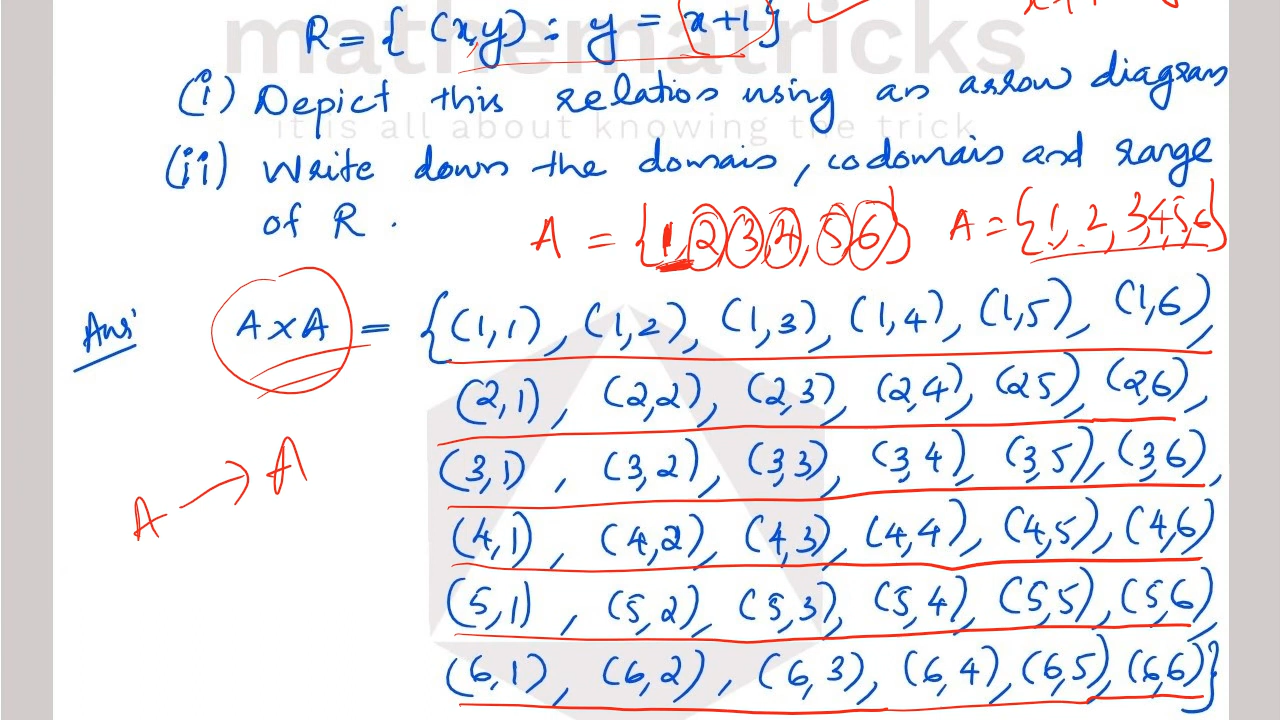 mathematricks
R = { (x,y) : y = x+1 }
(i) Depict this relation using an arrow diagram
it is all about knowing the trick
(ii) Write down the domain, codomain and range
of R.
A = {1,2,3,4,5,6} A = {1,2,3,4,5,6}
Ans' A×A = {(1,1), (1,2), (1,3), (1,4), (1,5), (1,6),
(2,1), (2,2), (2,3), (2,4), (2 5), (2,6),
(3,1), (3,2), (3,3), (3,4), (3,5), (3,6),
A → A
(4,1), (4,2), (4,3), (4,4), (4,5), (4,6)
(5,1), (5,2), (5,3), (5,4), (5,5), (5,6),
(6,1), (6,2), (6,3), (6,4), (6,5), (6,6)}